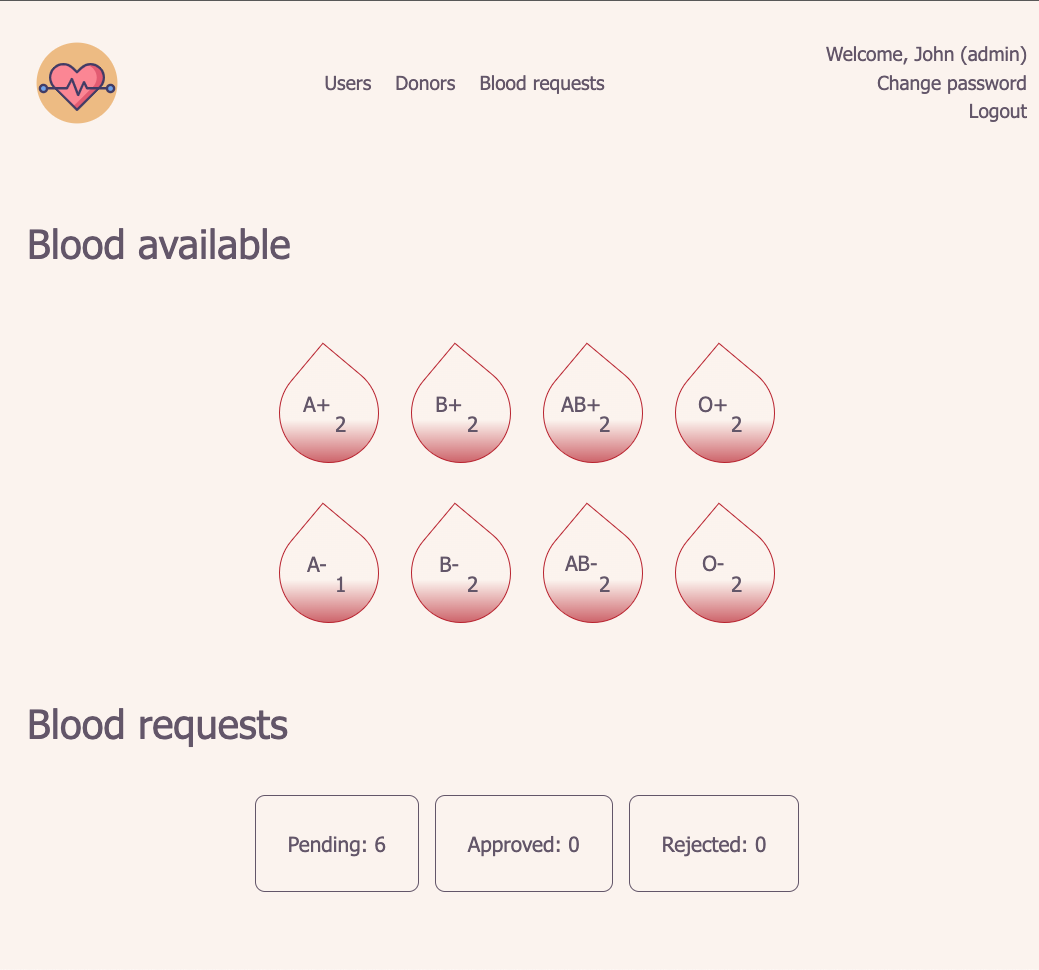 Welcome, John (admin)
Users Donors Blood requests
Change password
Logout
Blood available
A+ B+ AB+ O+
2 2 2 2
A- B- AB- O-
1 2 2 2
Blood requests
Pending: 6 Approved: 0 Rejected: 0